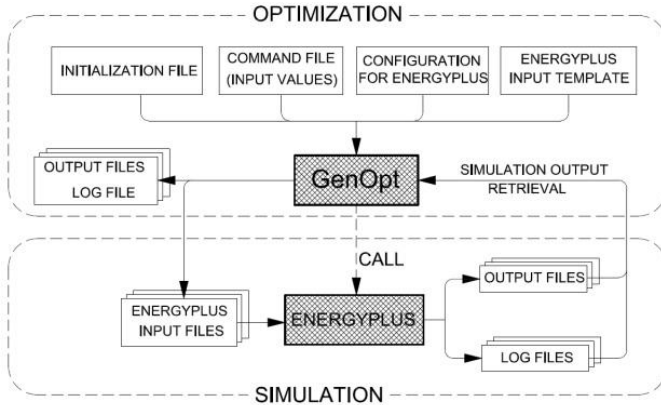 OPTIMIZATION
INITIALIZATION FILE
COMMAND FILE
(INPUT VALUES)
CONFIGURATION
FOR ENERGYPLUS
ENERGYPLUS
INPUT TEMPLATE
OUTPUT FILES
LOG FILE
GenOpt
SIMULATION OUTPUT
RETRIEVAL
CALL
ENERGYPLUS
INPUT FILES
ENERGYPLUS
OUTPUT FILES
LOG FILES
SIMULATION